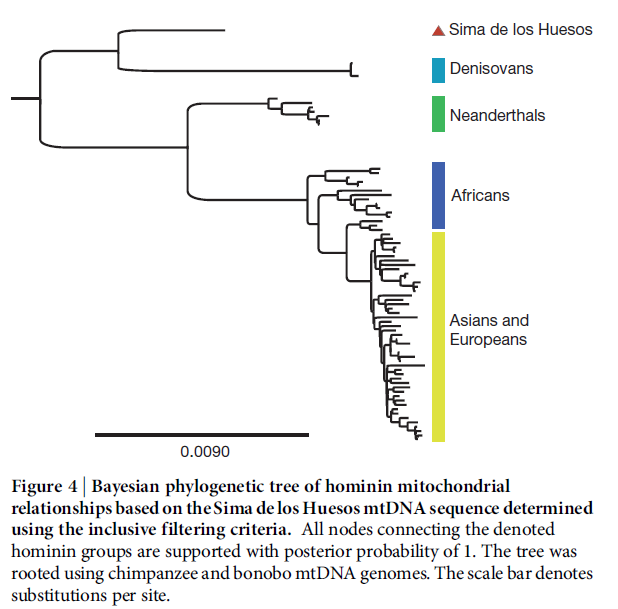 Sima de los Huesos
Denisovans
Neanderthals
Africans
Asians and
Europeans
0.0090
Figure 4 | Bayesian phylogenetic tree of hominin mitochondrial
relationships based on the Sima de los Huesos mtDNA sequence determined
using the inclusive filtering criteria. All nodes connecting the denoted
hominin groups are supported with posterior probability of 1. The tree was
rooted using chimpanzee and bonobo mtDNA genomes. The scale bar denotes
substitutions per site.